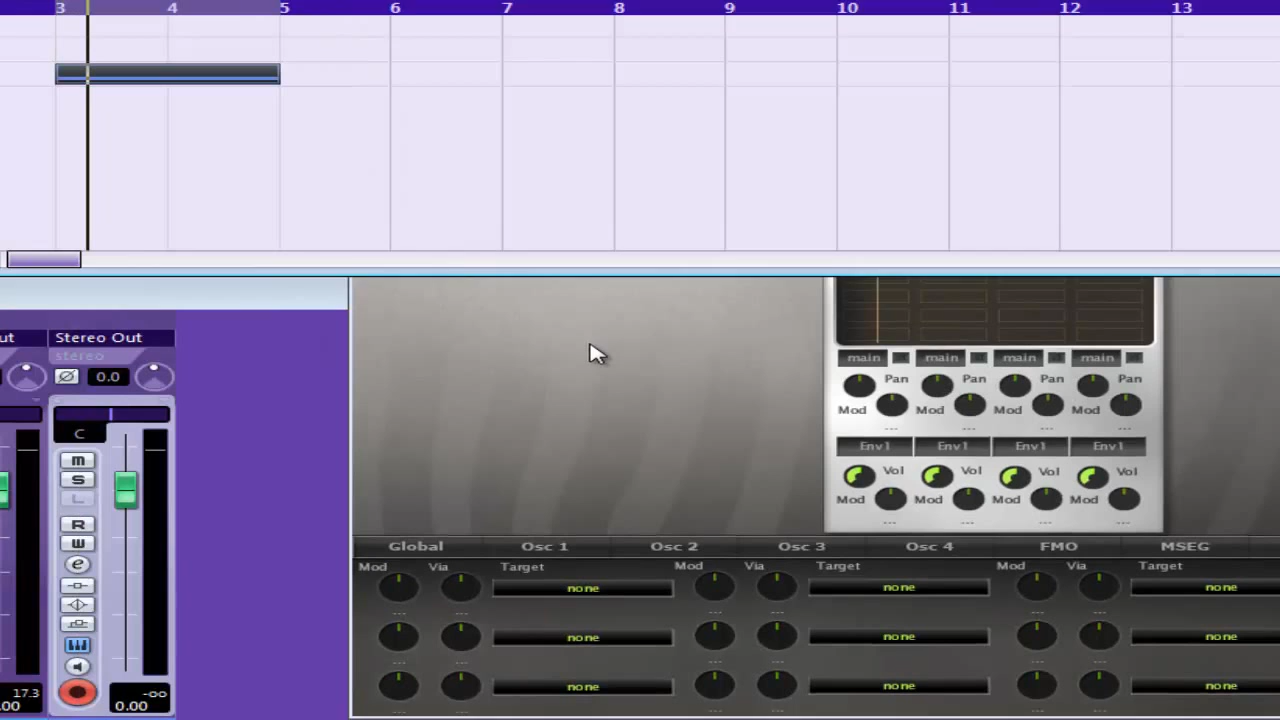 3 4 5 6 7 8 9 10 11 12 13
ut Stereo Out
stereo
0.0
C
m
S
L
R
W
e
17.3 -oo
.00 0.00
main main main main
Pan Pan Pan Pan
Mod Mod Mod Mod
--- --- --- ---
Env1 Env1 Env1 Env1
Vol Vol Vol Vol
Mod Mod Mod Mod
--- --- --- ---
Global Osc 1 Osc 2 Osc 3 Osc 4 FMO MSEG
Mod Via Target Mod Via Target Mod Via Target
none none none
--- --- --- --- --- ---
none none none
--- --- --- --- --- ---
none none none
--- --- --- --- --- ---